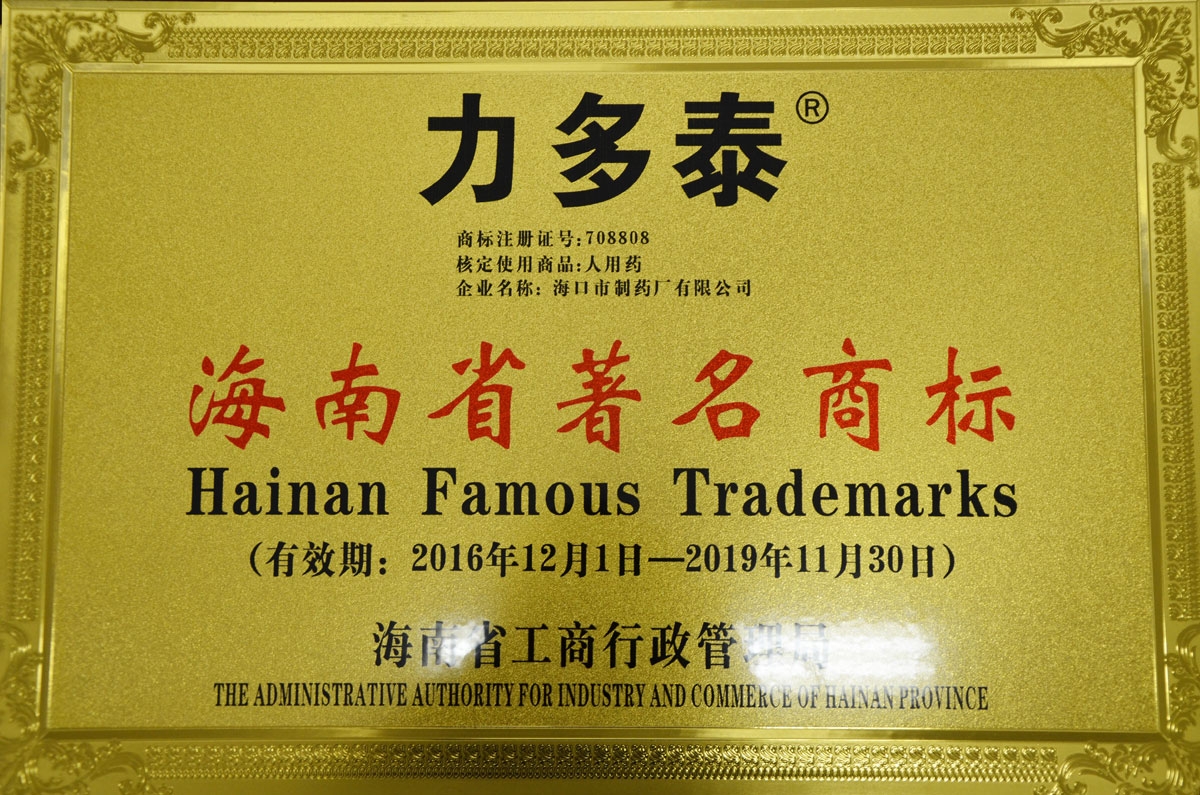 力多泰®
商标注册证号:708808
核定使用商品:人用药
企业名称：海口市制药厂有限公司
海南省著名商标
Hainan Famous Trademarks
（有效期：2016年12月1日—2019年11月30日）
海南省工商行政管理局
THE ADMINISTRATIVE AUTHORITY FOR INDUSTRY AND COMMERCE OF HAINAN PROVINCE